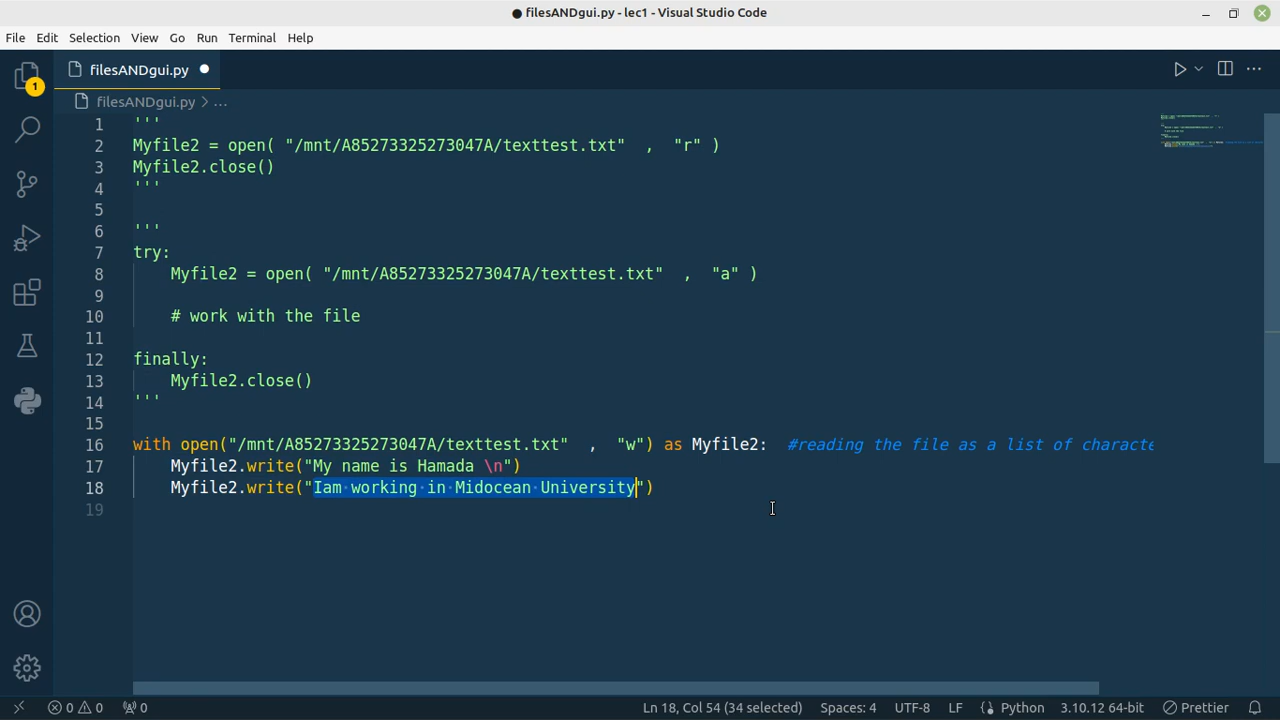 filesANDgui.py - lec1 - Visual Studio Code
File Edit Selection View Go Run Terminal Help
filesANDgui.py
1
filesANDgui.py > ...
1 '''
2 Myfile2 = open( "/mnt/A85273325273047A/texttest.txt"  ,  "r" )
3 Myfile2.close()
4 '''
5
6 '''
7 try:
8     Myfile2 = open( "/mnt/A85273325273047A/texttest.txt"  ,  "a" )
9
10     # work with the file
11
12 finally:
13     Myfile2.close()
14 '''
15
16 with open("/mnt/A85273325273047A/texttest.txt"  ,  "w") as Myfile2:  #reading the file as a list of characte
17     Myfile2.write("My name is Hamada \n")
18     Myfile2.write("Iam working in Midocean University")
19
0 0 0 Ln 18, Col 54 (34 selected) Spaces: 4 UTF-8 LF Python 3.10.12 64-bit Prettier